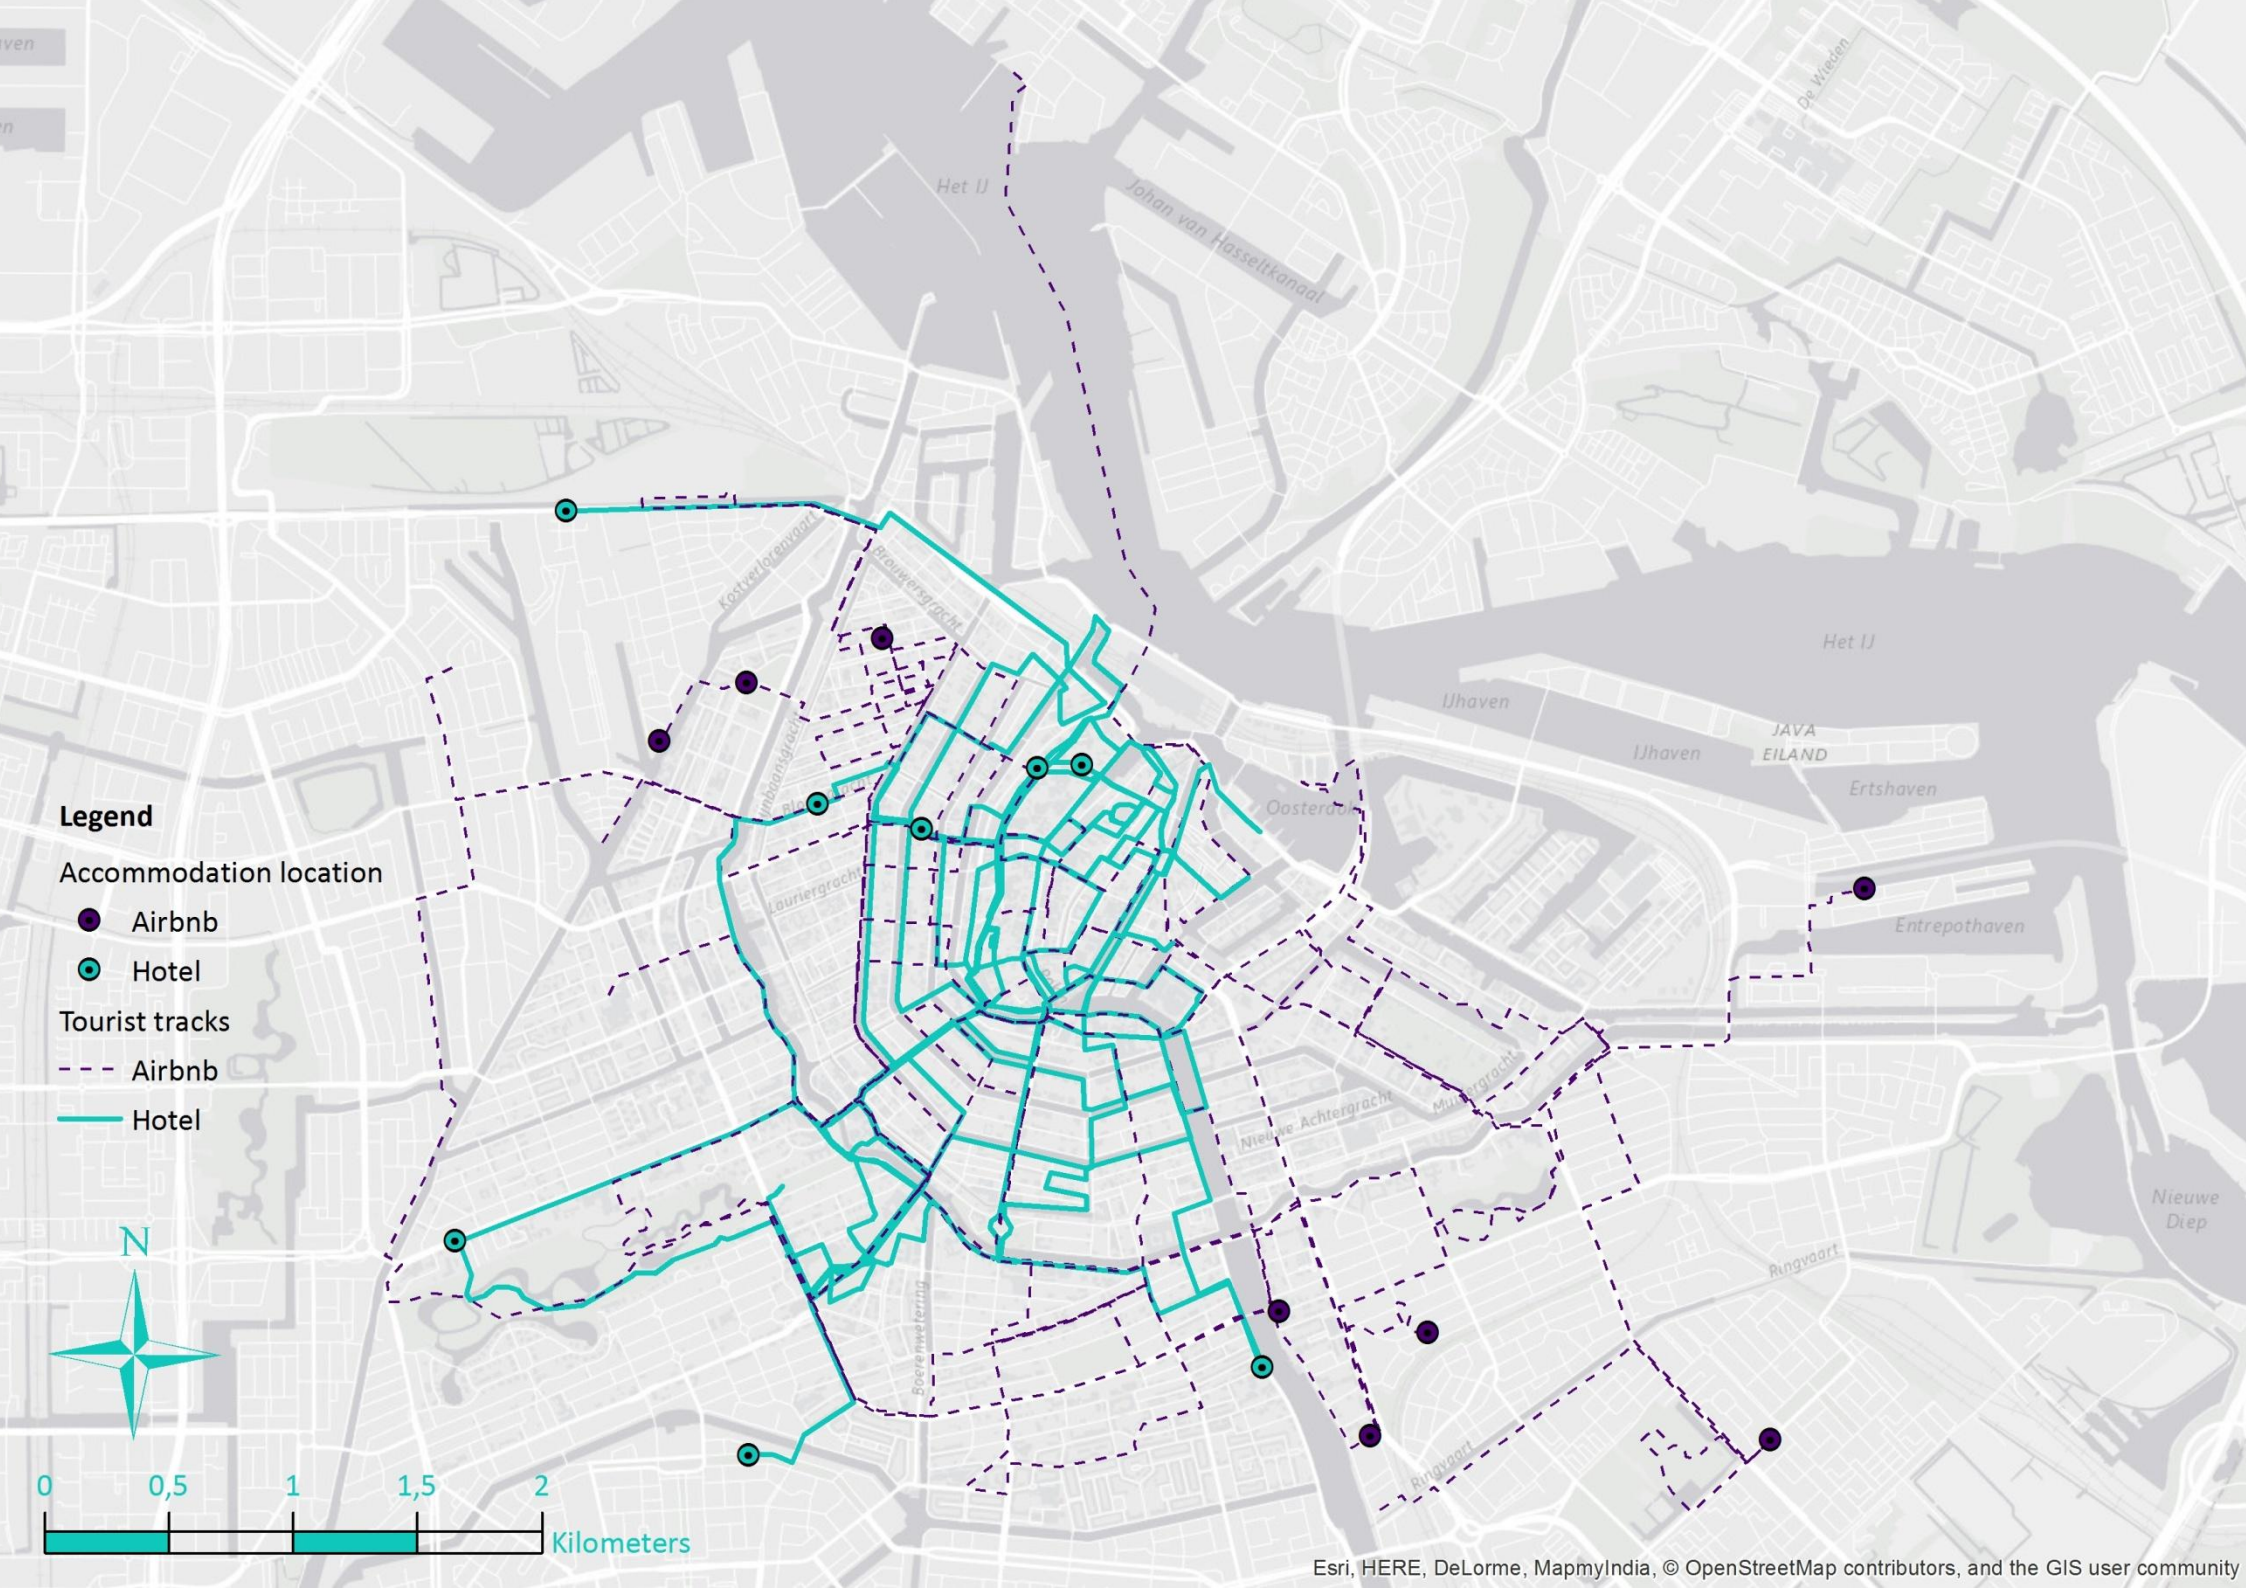 ven
en
De Wieden
Het IJ
Johan van Hasseltkanaal
Kostverlorenvaart
Brouwersgracht
Het IJ
IJhaven
JAVA
EILAND
IJhaven
Ertshaven
Oosterdok
Entrepothaven
Lauriergracht
Nieuwe Achtergracht
Muidergracht
Nieuwe
Diep
Ringvaart
Boerenwetering
Ringvaart
Legend
Accommodation location
Airbnb
Hotel
Tourist tracks
Airbnb
Hotel
N
0 0,5 1 1,5 2
Kilometers
Esri, HERE, DeLorme, MapmyIndia, © OpenStreetMap contributors, and the GIS user community